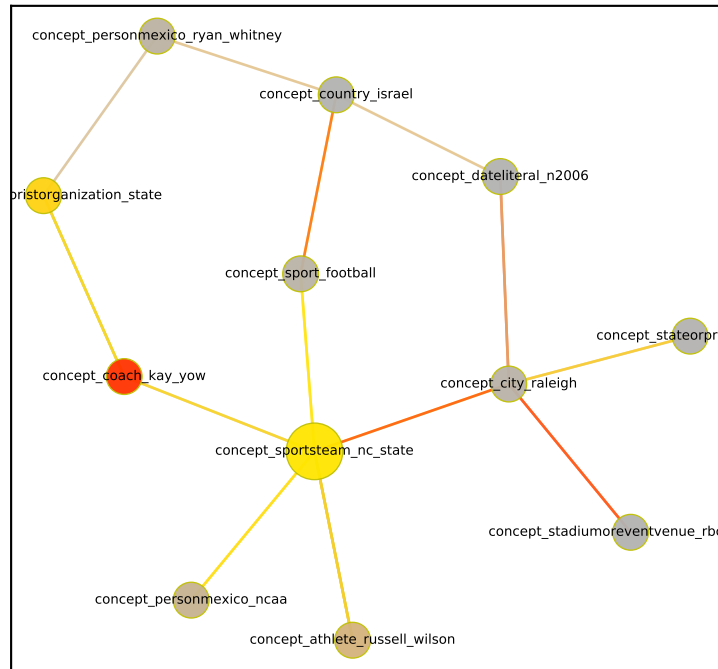 concept_personmexico_ryan_whitney
concept_country_israel
concept_dateliteral_n2006
oristorganization_state
concept_sport_football
concept_stateorpr
concept_coach_kay_yow
concept_city_raleigh
concept_sportsteam_nc_state
concept_stadiumoreventvenue_rbc
concept_personmexico_ncaa
concept_athlete_russell_wilson